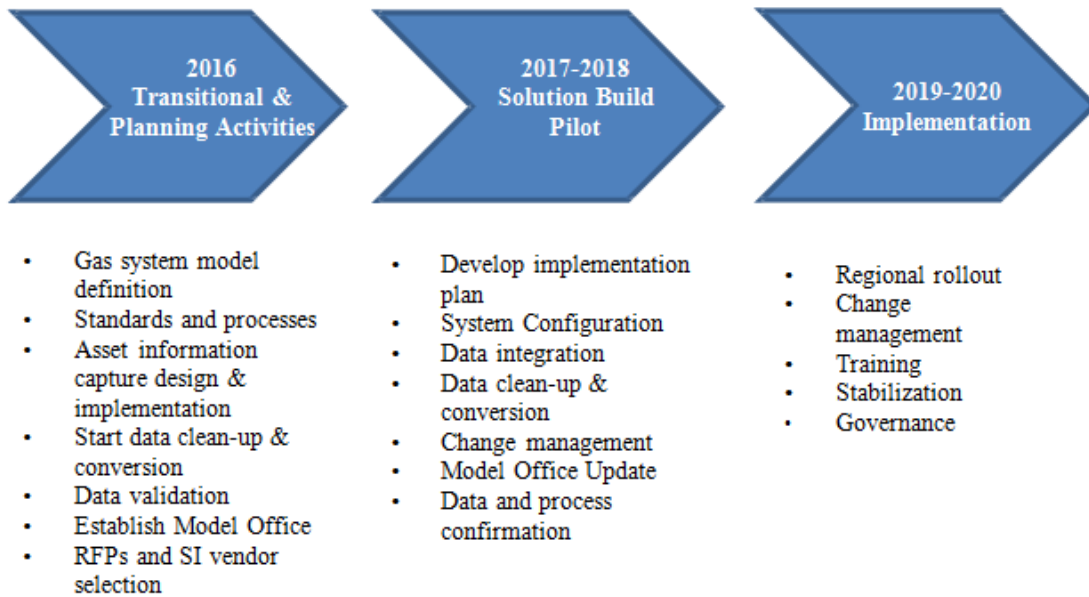 2016
Transitional &
Planning Activities
2017-2018
Solution Build
Pilot
2019-2020
Implementation
• Gas system model
definition
• Standards and processes
• Asset information
capture design &
implementation
• Start data clean-up &
conversion
• Data validation
• Establish Model Office
• RFPs and SI vendor
selection
• Develop implementation
plan
• System Configuration
• Data integration
• Data clean-up &
conversion
• Change management
• Model Office Update
• Data and process
confirmation
• Regional rollout
• Change
management
• Training
• Stabilization
• Governance